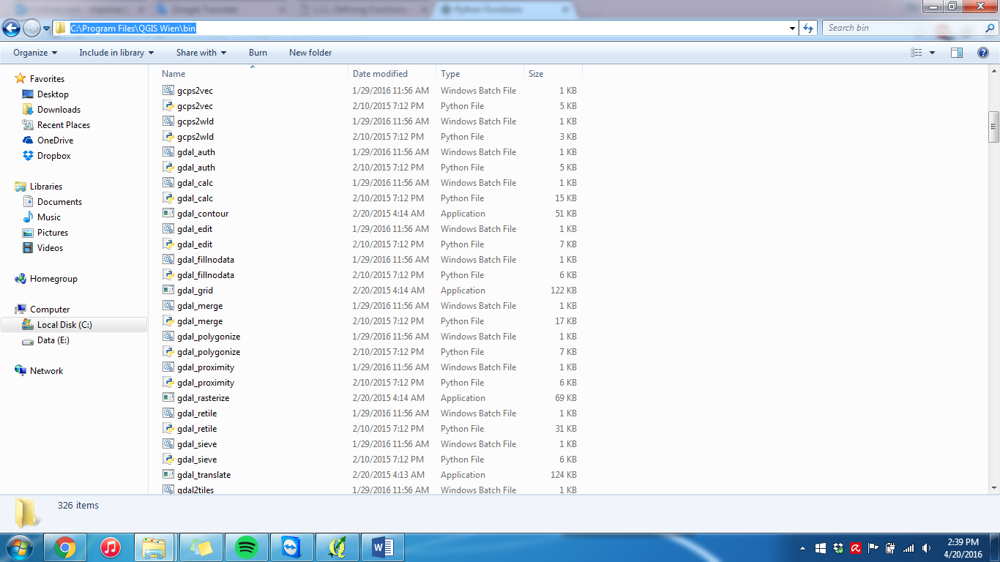 Google Translate
Defining Functions
Python Functions
C:\Program Files\QGIS Wien\bin
Search bin
Organize
Include in library
Share with
Burn
New folder
Name Date modified Type Size
Favorites
Desktop
Downloads
Recent Places
OneDrive
Dropbox
Libraries
Documents
Music
Pictures
Videos
Homegroup
Computer
Local Disk (C:)
Data (E:)
Network
gcps2vec 1/29/2016 11:56 AM Windows Batch File 1 KB
gcps2vec 2/10/2015 7:12 PM Python File 5 KB
gcps2wld 1/29/2016 11:56 AM Windows Batch File 1 KB
gcps2wld 2/10/2015 7:12 PM Python File 3 KB
gdal_auth 1/29/2016 11:56 AM Windows Batch File 1 KB
gdal_auth 2/10/2015 7:12 PM Python File 5 KB
gdal_calc 1/29/2016 11:56 AM Windows Batch File 1 KB
gdal_calc 2/10/2015 7:12 PM Python File 15 KB
gdal_contour 2/20/2015 4:14 AM Application 51 KB
gdal_edit 1/29/2016 11:56 AM Windows Batch File 1 KB
gdal_edit 2/10/2015 7:12 PM Python File 7 KB
gdal_fillnodata 1/29/2016 11:56 AM Windows Batch File 1 KB
gdal_fillnodata 2/10/2015 7:12 PM Python File 6 KB
gdal_grid 2/20/2015 4:14 AM Application 122 KB
gdal_merge 1/29/2016 11:56 AM Windows Batch File 1 KB
gdal_merge 2/10/2015 7:12 PM Python File 17 KB
gdal_polygonize 1/29/2016 11:56 AM Windows Batch File 1 KB
gdal_polygonize 2/10/2015 7:12 PM Python File 7 KB
gdal_proximity 1/29/2016 11:56 AM Windows Batch File 1 KB
gdal_proximity 2/10/2015 7:12 PM Python File 6 KB
gdal_rasterize 2/20/2015 4:14 AM Application 69 KB
gdal_retile 1/29/2016 11:56 AM Windows Batch File 1 KB
gdal_retile 2/10/2015 7:12 PM Python File 31 KB
gdal_sieve 1/29/2016 11:56 AM Windows Batch File 1 KB
gdal_sieve 2/10/2015 7:12 PM Python File 6 KB
gdal_translate 2/20/2015 4:13 AM Application 124 KB
gdal2tiles 1/29/2016 11:56 AM Windows Batch File 1 KB
326 items
2:39 PM
4/20/2016